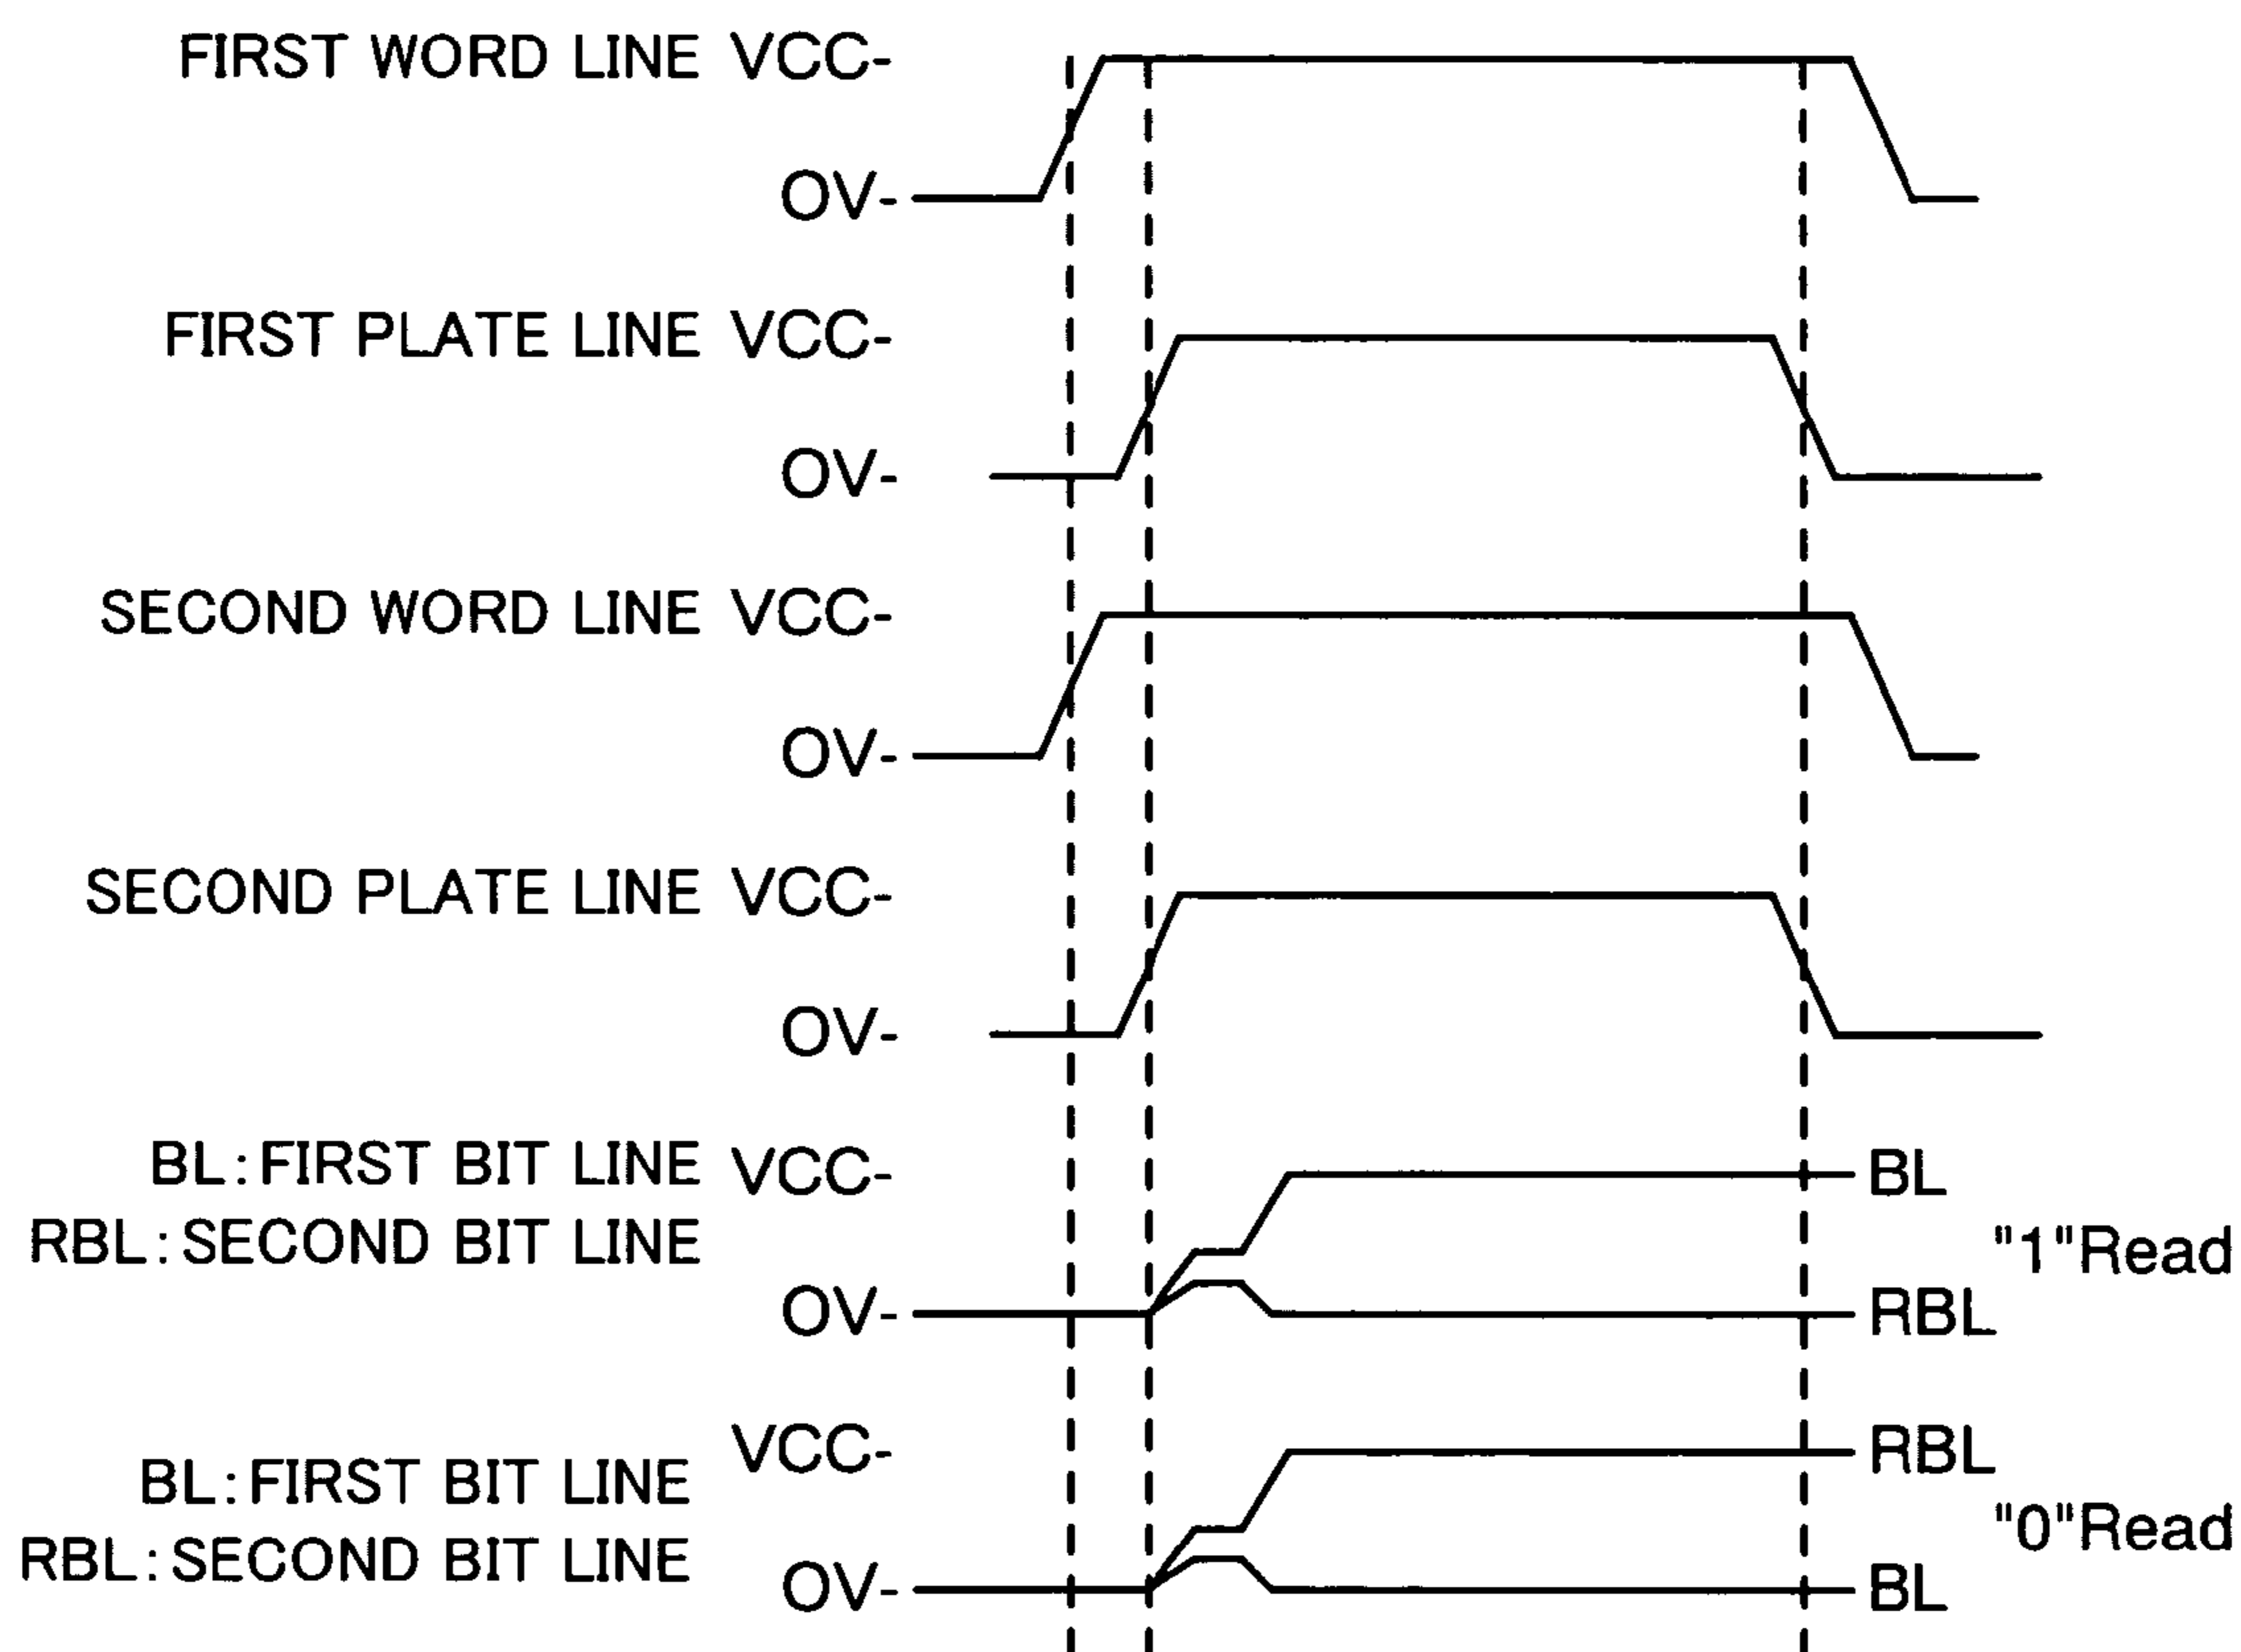 FIRST WORD LINE VCC-
OV-
FIRST PLATE LINE VCC-
OV-
SECOND WORD LINE VCC-
OV-
SECOND PLATE LINE VCC-
OV-
BL:FIRST BIT LINE VCC- BL
RBL:SECOND BIT LINE "1"Read
OV- RBL
VCC- RBL
BL:FIRST BIT LINE
"0"Read
RBL:SECOND BIT LINE
OV- BL